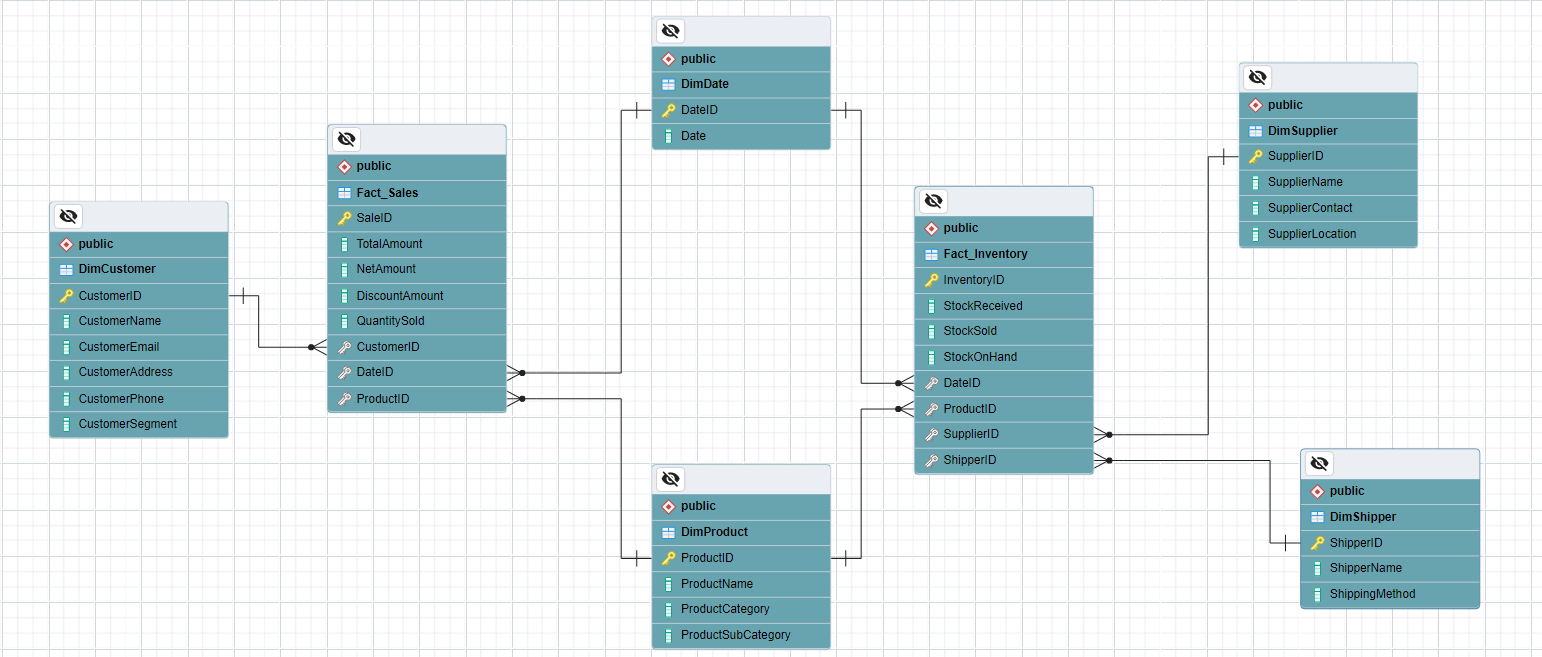 public
DimCustomer
CustomerID
CustomerName
CustomerEmail
CustomerAddress
CustomerPhone
CustomerSegment
public
Fact_Sales
SaleID
TotalAmount
NetAmount
DiscountAmount
QuantitySold
CustomerID
DateID
ProductID
public
DimDate
DateID
Date
public
DimProduct
ProductID
ProductName
ProductCategory
ProductSubCategory
public
Fact_Inventory
InventoryID
StockReceived
StockSold
StockOnHand
DateID
ProductID
SupplierID
ShipperID
public
DimSupplier
SupplierID
SupplierName
SupplierContact
SupplierLocation
public
DimShipper
ShipperID
ShipperName
ShippingMethod